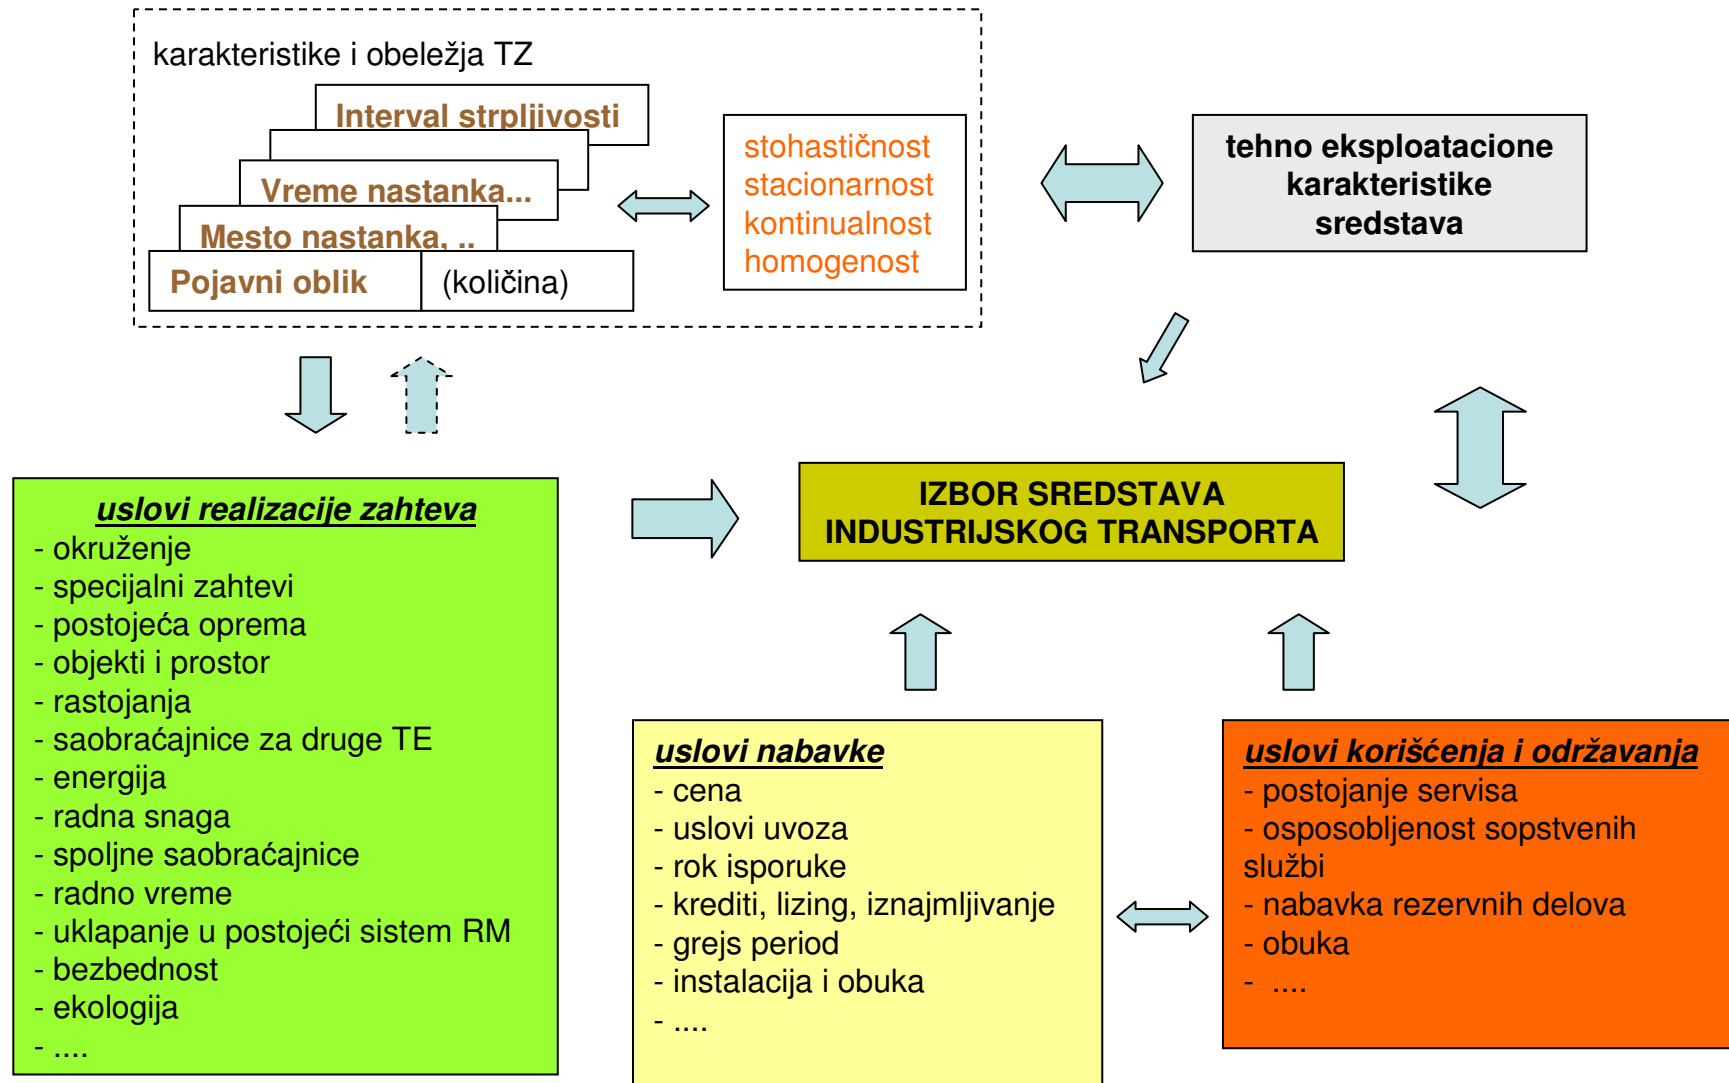 karakteristike i obeležja TZ
Interval strpljivosti
Vreme nastanka...
Mesto nastanka, ..
Pojavni oblik
(količina)
stohastičnost
stacionarnost
kontinualnost
homogenost
tehno eksploatacione
karakteristike
sredstava
uslovi realizacije zahteva
- okruženje
- specijalni zahtevi
- postojeća oprema
- objekti i prostor
- rastojanja
- saobraćajnice za druge TE
- energija
- radna snaga
- spoljne saobraćajnice
- radno vreme
- uklapanje u postojeći sistem RM
- bezbednost
- ekologija
- ....
IZBOR SREDSTAVA
INDUSTRIJSKOG TRANSPORTA
uslovi nabavke
- cena
- uslovi uvoza
- rok isporuke
- krediti, lizing, iznajmljivanje
- grejs period
- instalacija i obuka
- ....
uslovi korišćenja i održavanja
- postojanje servisa
- osposobljenost sopstvenih
službi
- nabavka rezervnih delova
- obuka
- ....